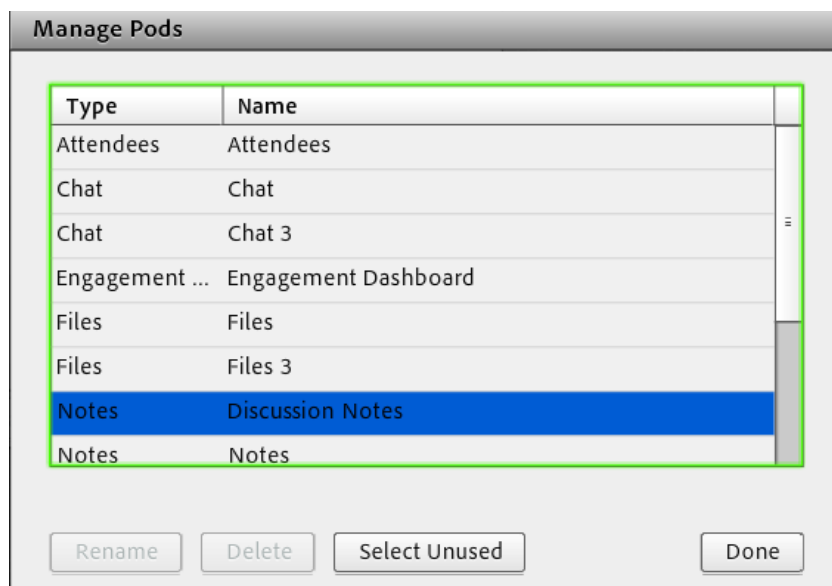 Manage Pods
Type Name
Attendees Attendees
Chat Chat
Chat Chat 3
Engagement ... Engagement Dashboard
Files Files
Files Files 3
Notes Discussion Notes
Notes Notes
Rename Delete Select Unused Done